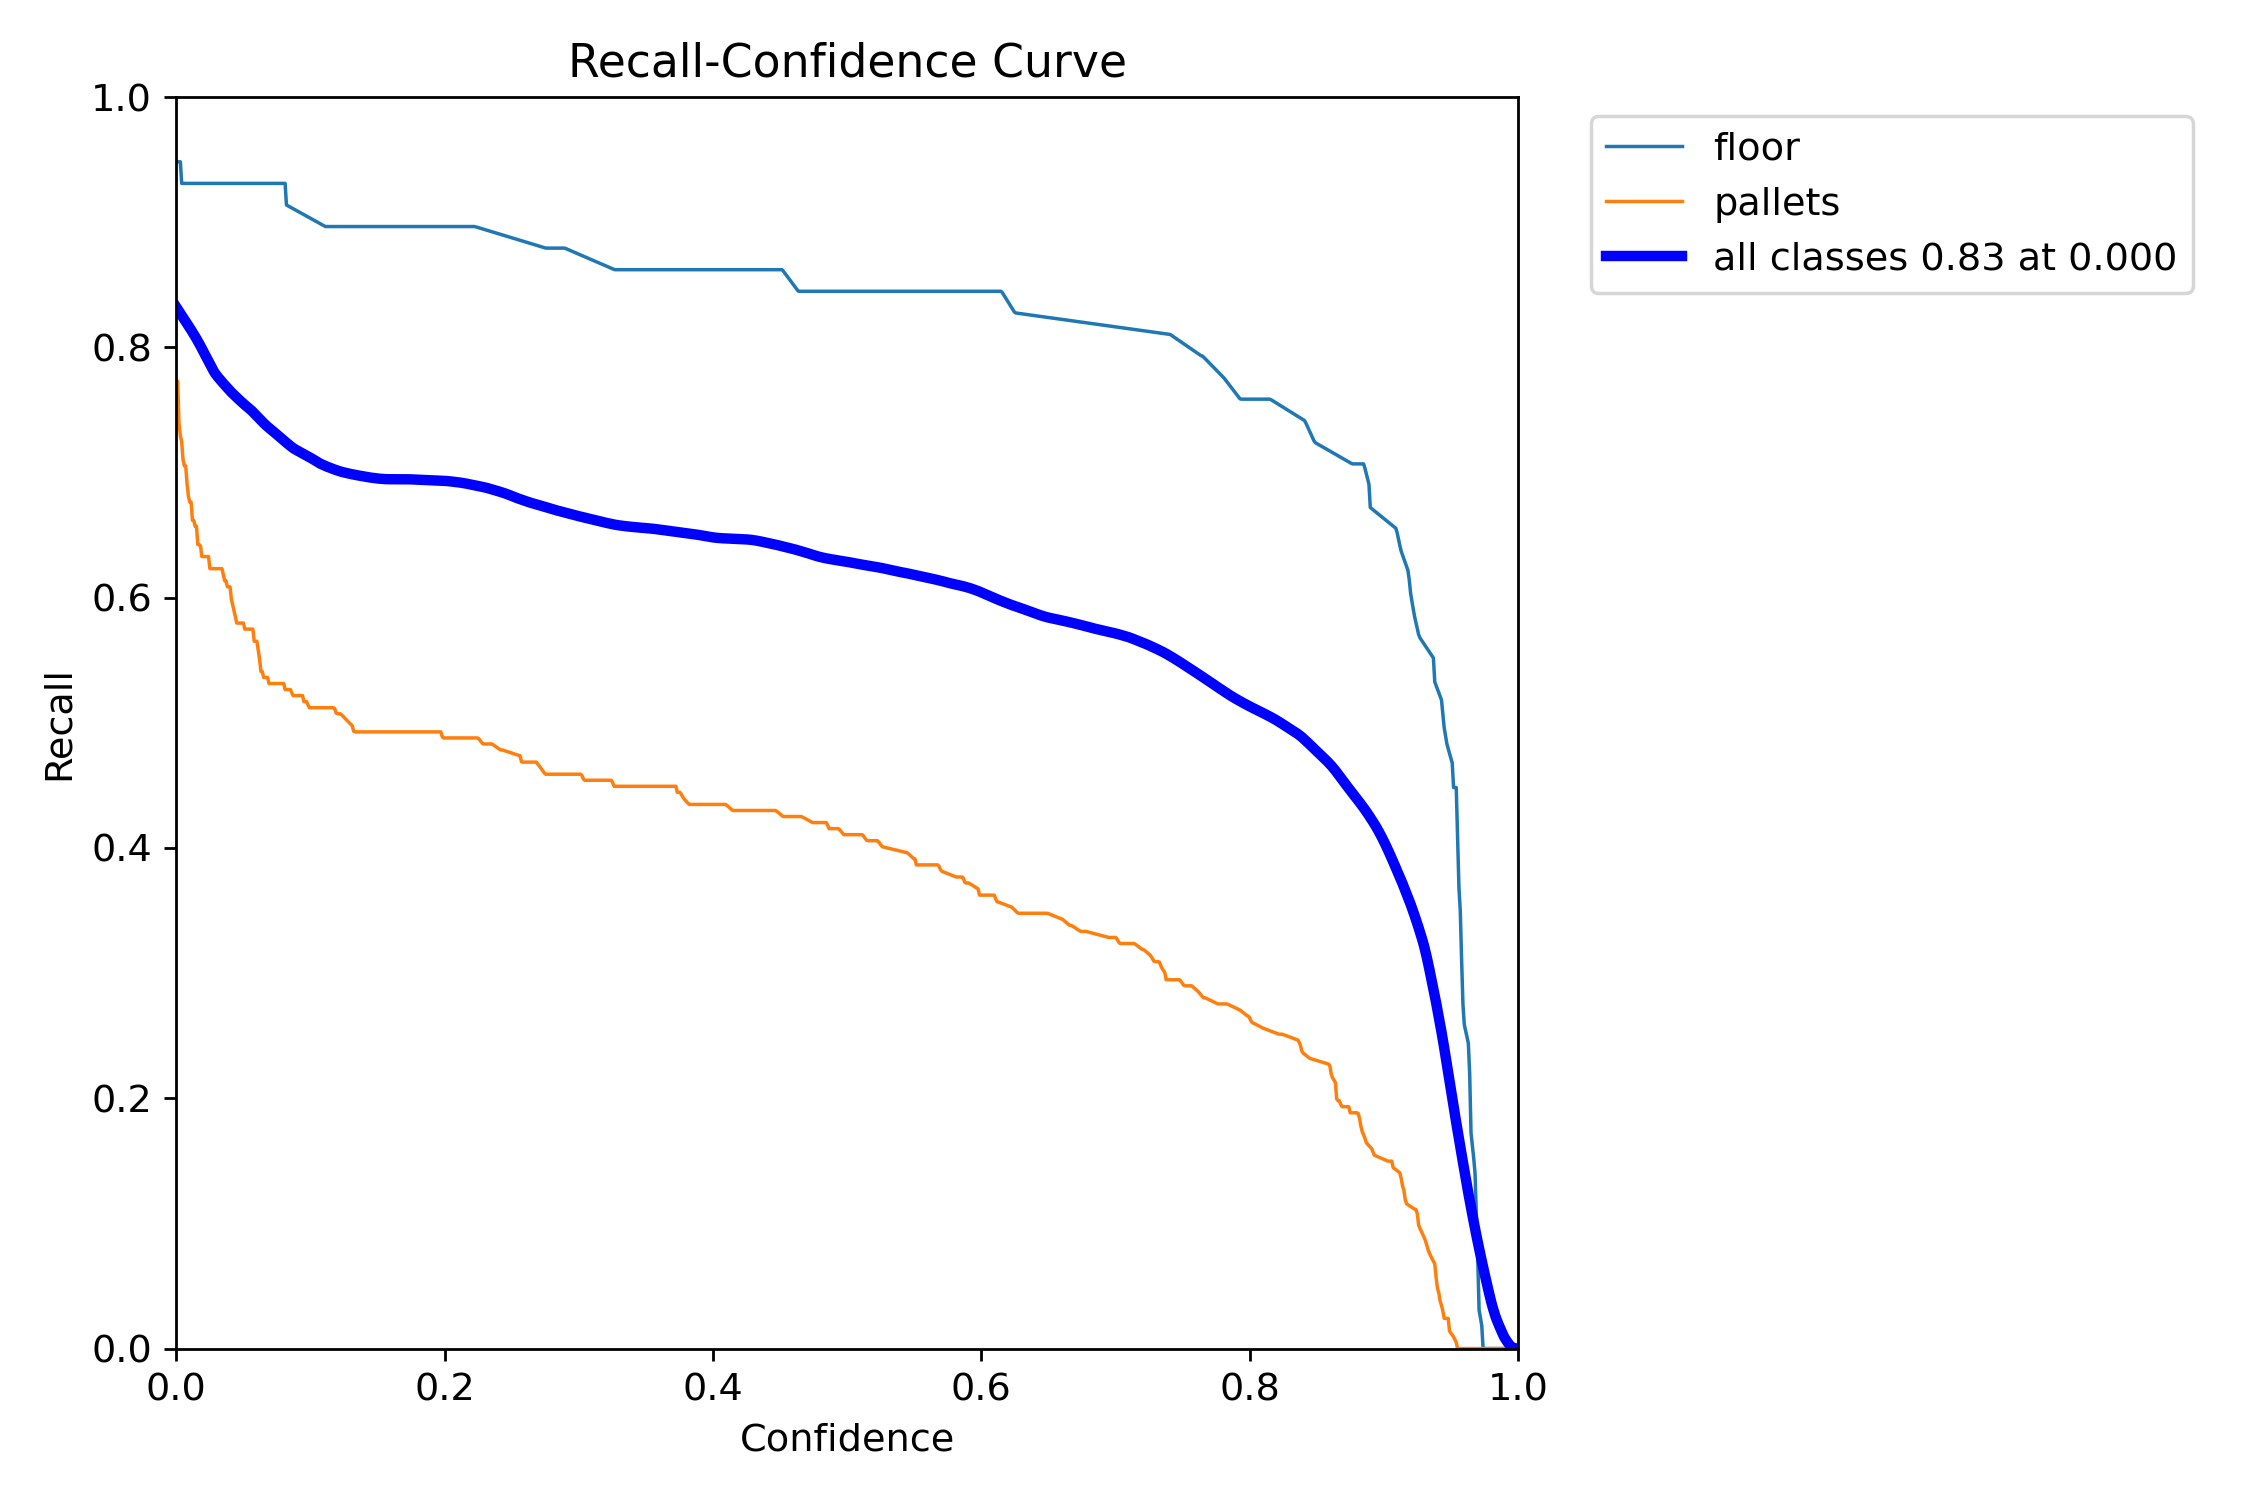 Recall-Confidence Curve
1.0
0.8
0.6
0.4
0.2
0.0
Recall
0.0 0.2 0.4 0.6 0.8 1.0
Confidence
floor
pallets
all classes 0.83 at 0.000